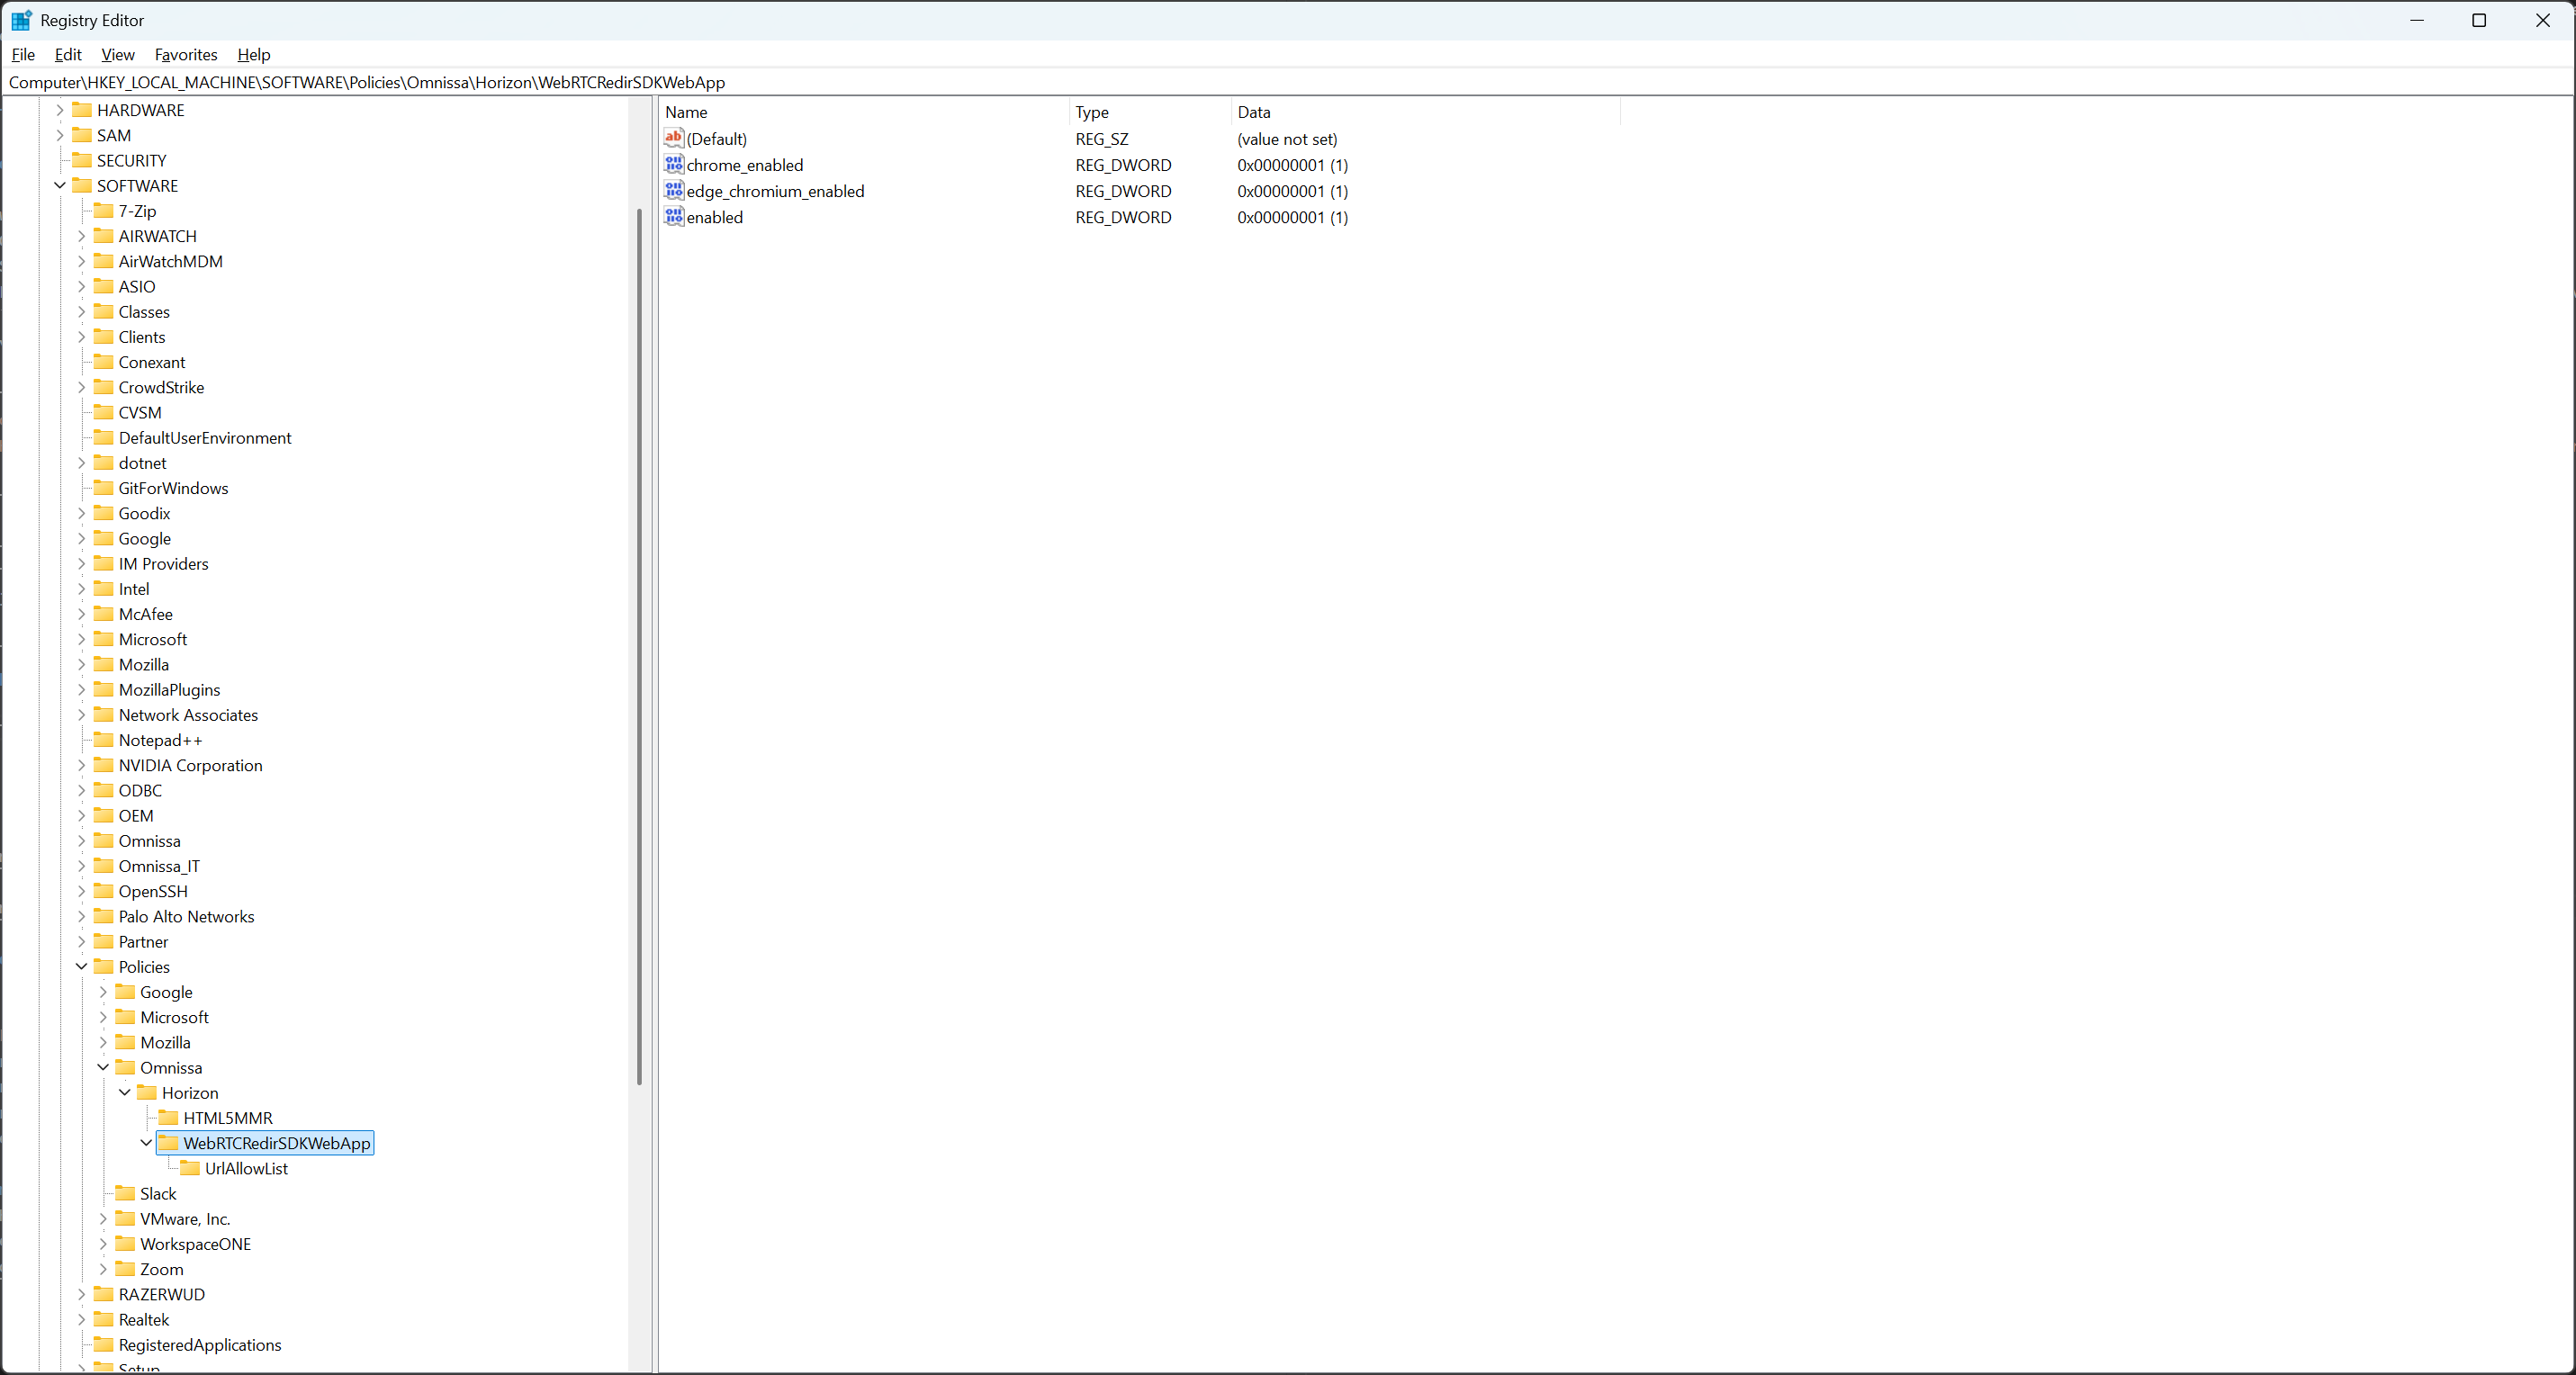 Registry Editor
File Edit View Favorites Help
Computer\HKEY_LOCAL_MACHINE\SOFTWARE\Policies\Omnissa\Horizon\WebRTCRedirSDKWebApp
HARDWARE
SAM
SECURITY
SOFTWARE
7-Zip
AIRWATCH
AirWatchMDM
ASIO
Classes
Clients
Conexant
CrowdStrike
CVSM
DefaultUserEnvironment
dotnet
GitForWindows
Goodix
Google
IM Providers
Intel
McAfee
Microsoft
Mozilla
MozillaPlugins
Network Associates
Notepad++
NVIDIA Corporation
ODBC
OEM
Omnissa
Omnissa_IT
OpenSSH
Palo Alto Networks
Partner
Policies
Google
Microsoft
Mozilla
Omnissa
Horizon
HTML5MMR
WebRTCRedirSDKWebApp
UrlAllowList
Slack
VMware, Inc.
WorkspaceONE
Zoom
RAZERWUD
Realtek
RegisteredApplications
Setup
Name Type Data
(Default) REG_SZ (value not set)
chrome_enabled REG_DWORD 0x00000001 (1)
edge_chromium_enabled REG_DWORD 0x00000001 (1)
enabled REG_DWORD 0x00000001 (1)